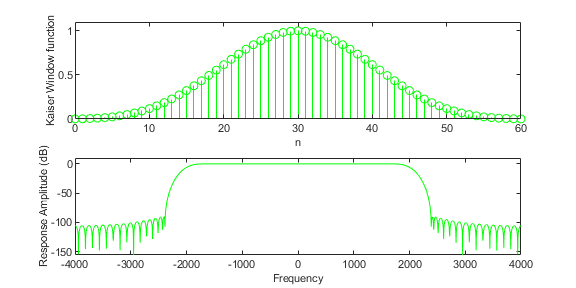 Kaiser Window function
1
0.5
0
0 10 20 30 40 50 60
n
Response Amplitude (dB)
0
-50
-100
-150
-4000 -3000 -2000 -1000 0 1000 2000 3000 4000
Frequency